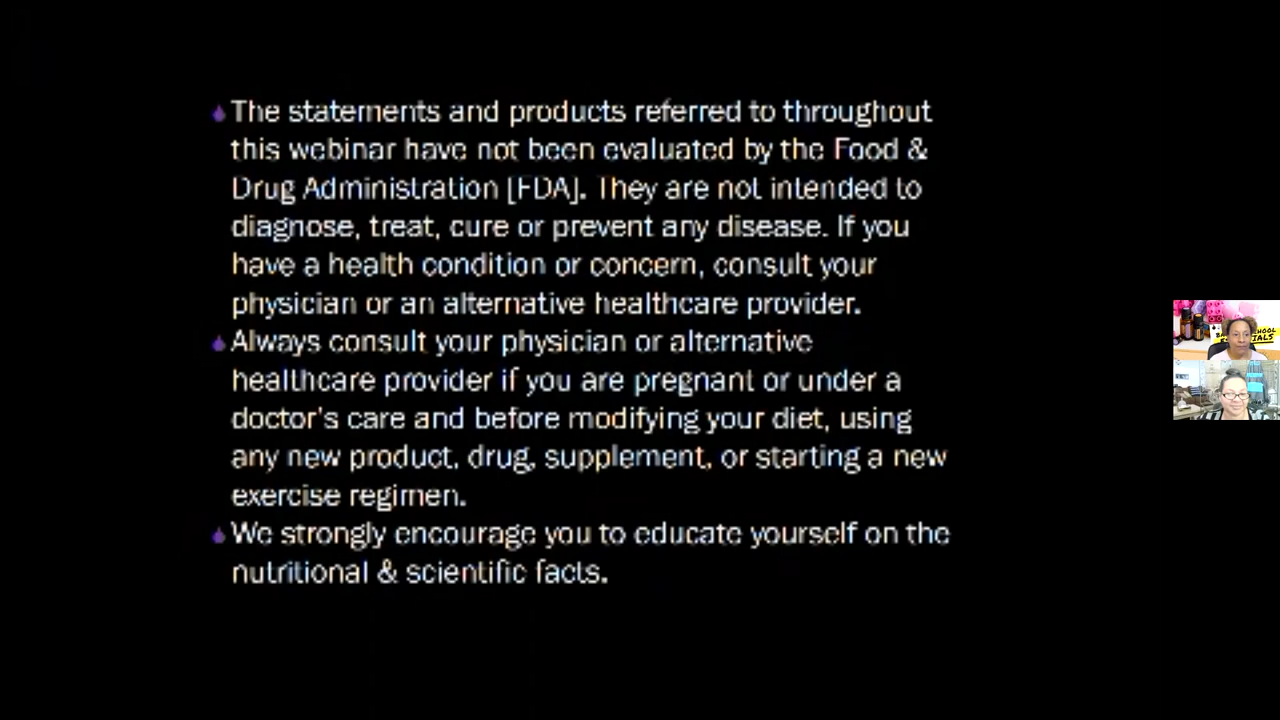 The statements and products referred to throughout
this webinar have not been evaluated by the Food &
Drug Administration [FDA]. They are not intended to
diagnose, treat, cure or prevent any disease. If you
have a health condition or concern, consult your
physician or an alternative healthcare provider.
Always consult your physician or alternative
healthcare provider if you are pregnant or under a
doctor's care and before modifying your diet, using
any new product, drug, supplement, or starting a new
exercise regimen.
We strongly encourage you to educate yourself on the
nutritional & scientific facts.